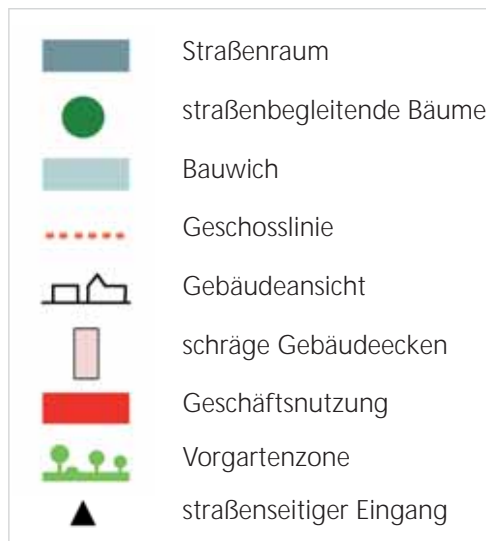 Straßenraum
straßenbegleitende Bäume
Bauwich
Geschosslinie
Gebäudeansicht
schräge Gebäudeecken
Geschäftsnutzung
Vorgartenzone
straßenseitiger Eingang